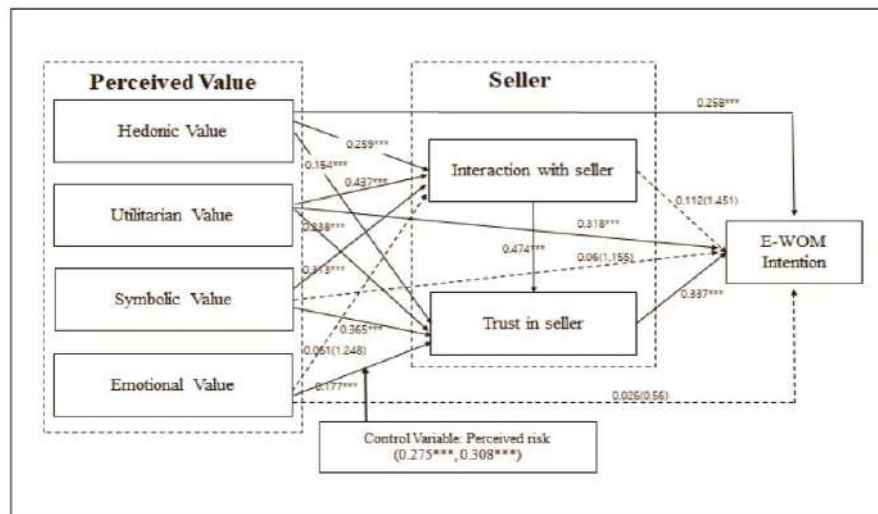 Perceived Value
Hedonic Value
Utilitarian Value
Symbolic Value
Emotional Value
Seller
Interaction with seller
Trust in seller
E-WOM
Intention
0.258***
0.259***
0.154***
0.437***
0.238***
0.318***
0.112(1.451)
0.474***
0.06(1.155)
0.313***
0.365***
0.337***
0.051(1.248)
0.177***
0.026(0.56)
Control Variable: Perceived risk
(0.275***, 0.308***)